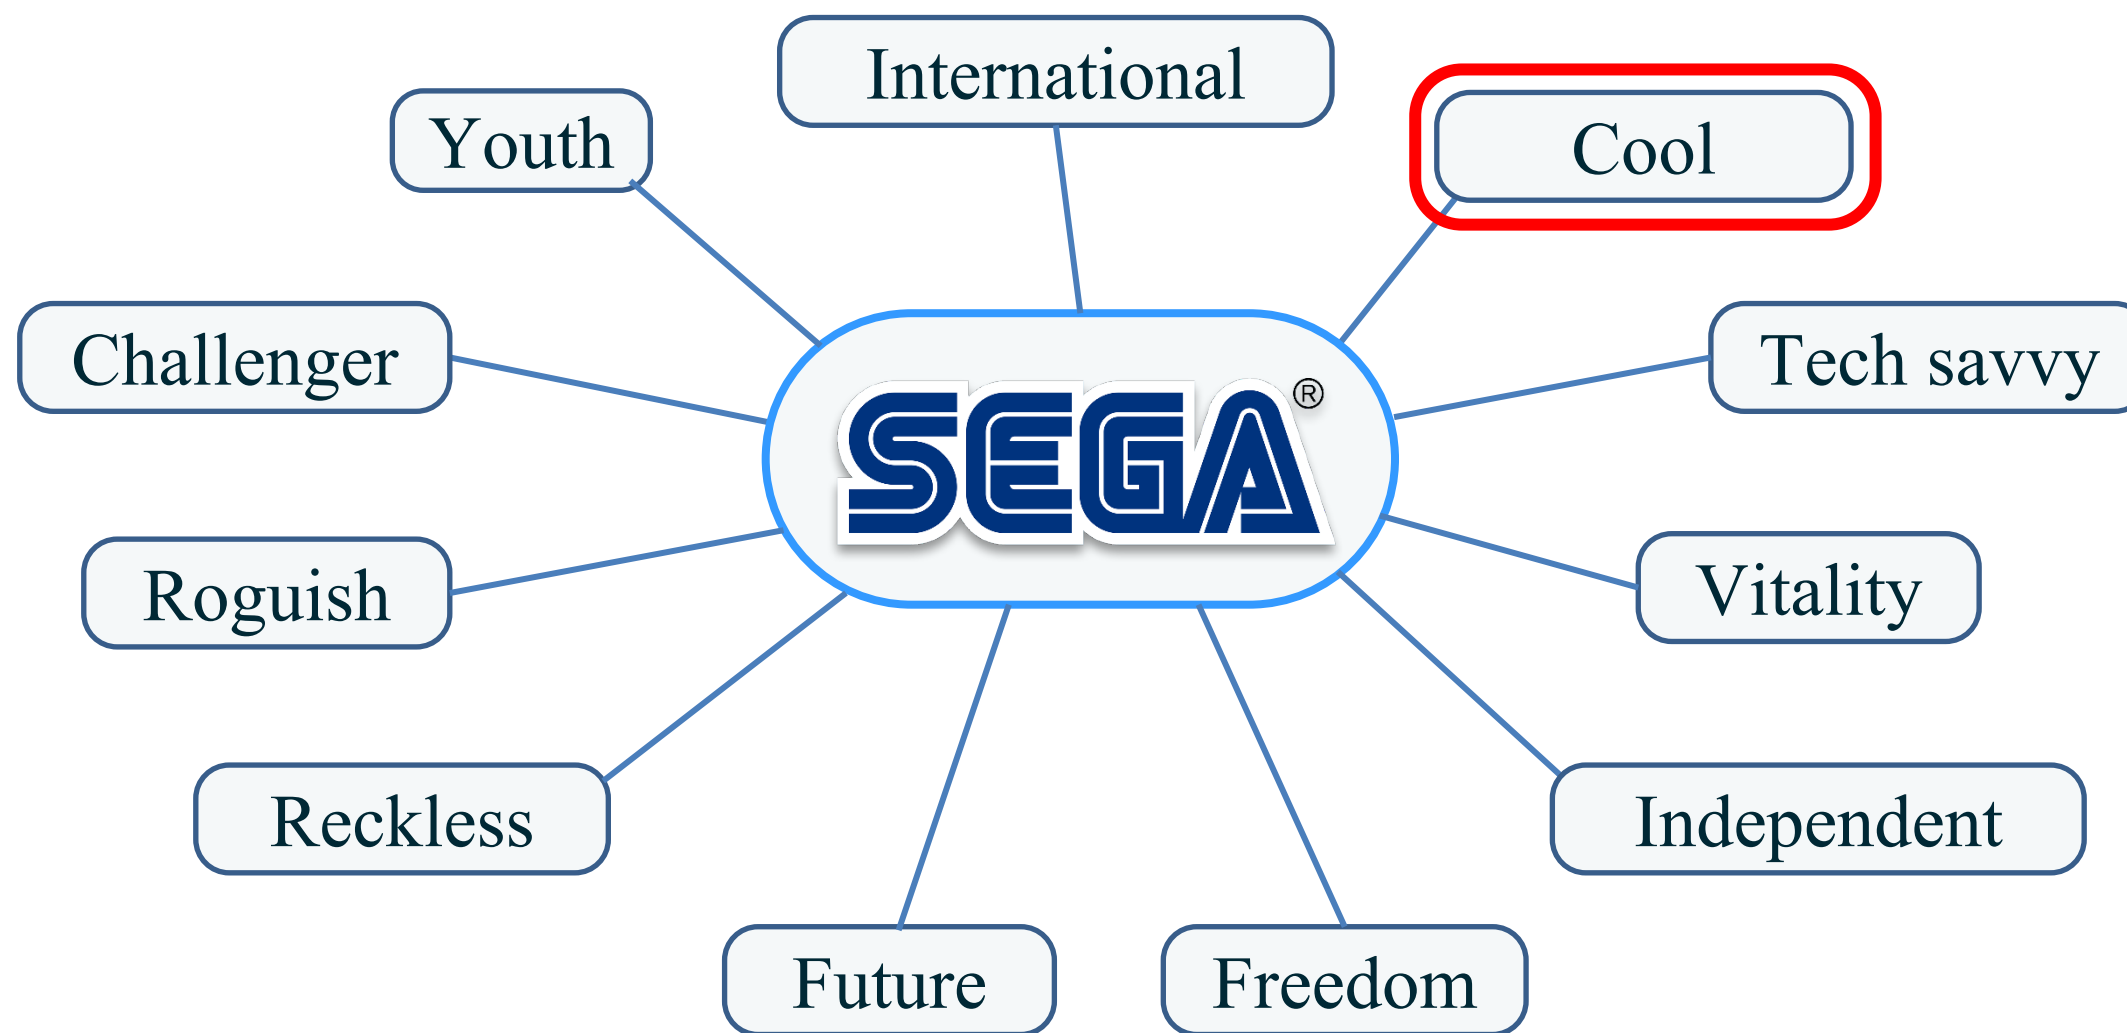 International
Youth
Cool
Challenger
Tech savvy
SEGA®
Roguish
Vitality
Reckless
Independent
Future
Freedom